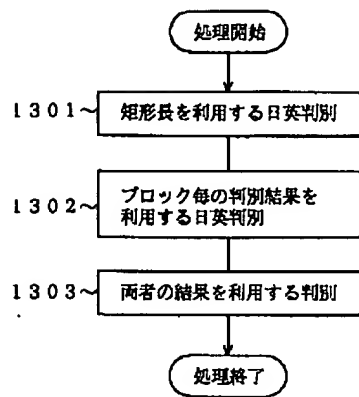 処理開始
1301~ 矩形長を利用する日英判別
1302~ ブロック毎の判別結果を
利用する日英判別
1303~ 両者の結果を利用する判別
処理終了